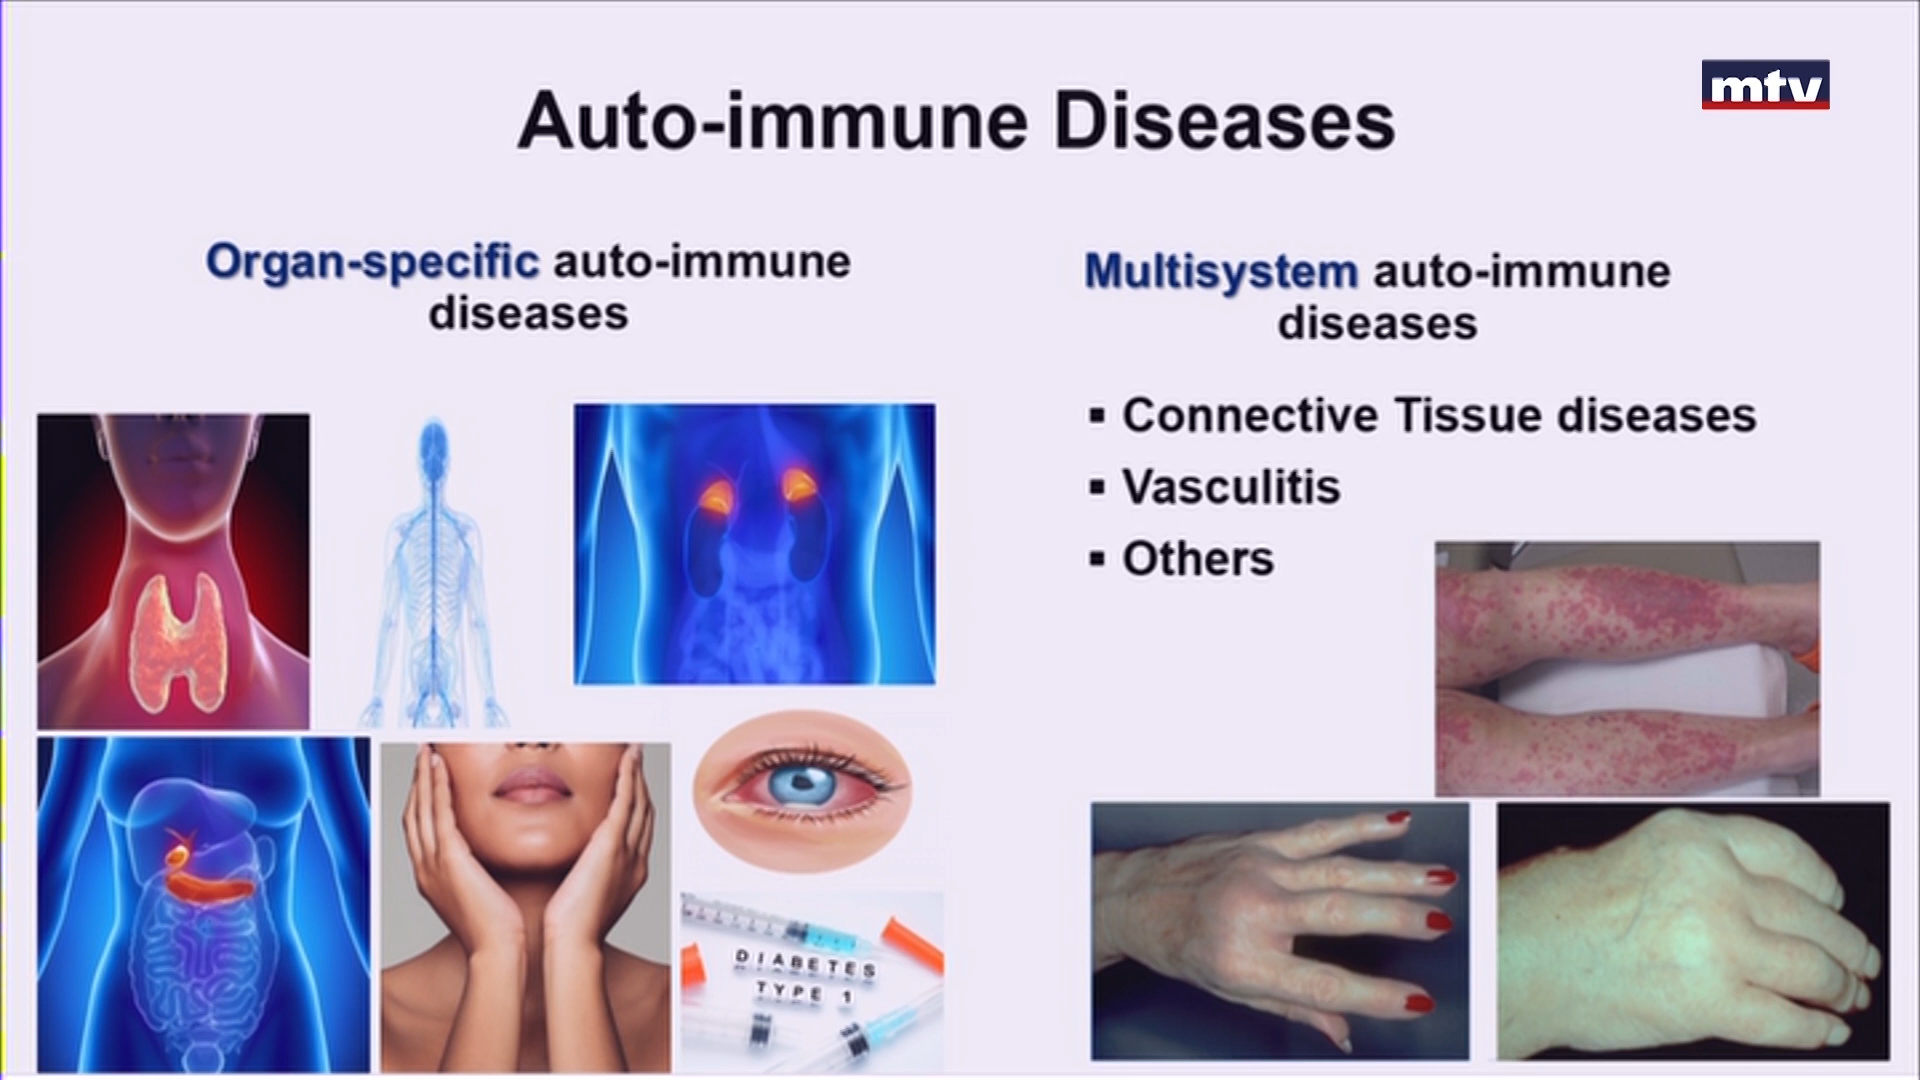 mtv
Auto-immune Diseases
Organ-specific auto-immune
diseases
DIABETES
TYPE 1
Multisystem auto-immune
diseases
▪ Connective Tissue diseases
▪ Vasculitis
▪ Others